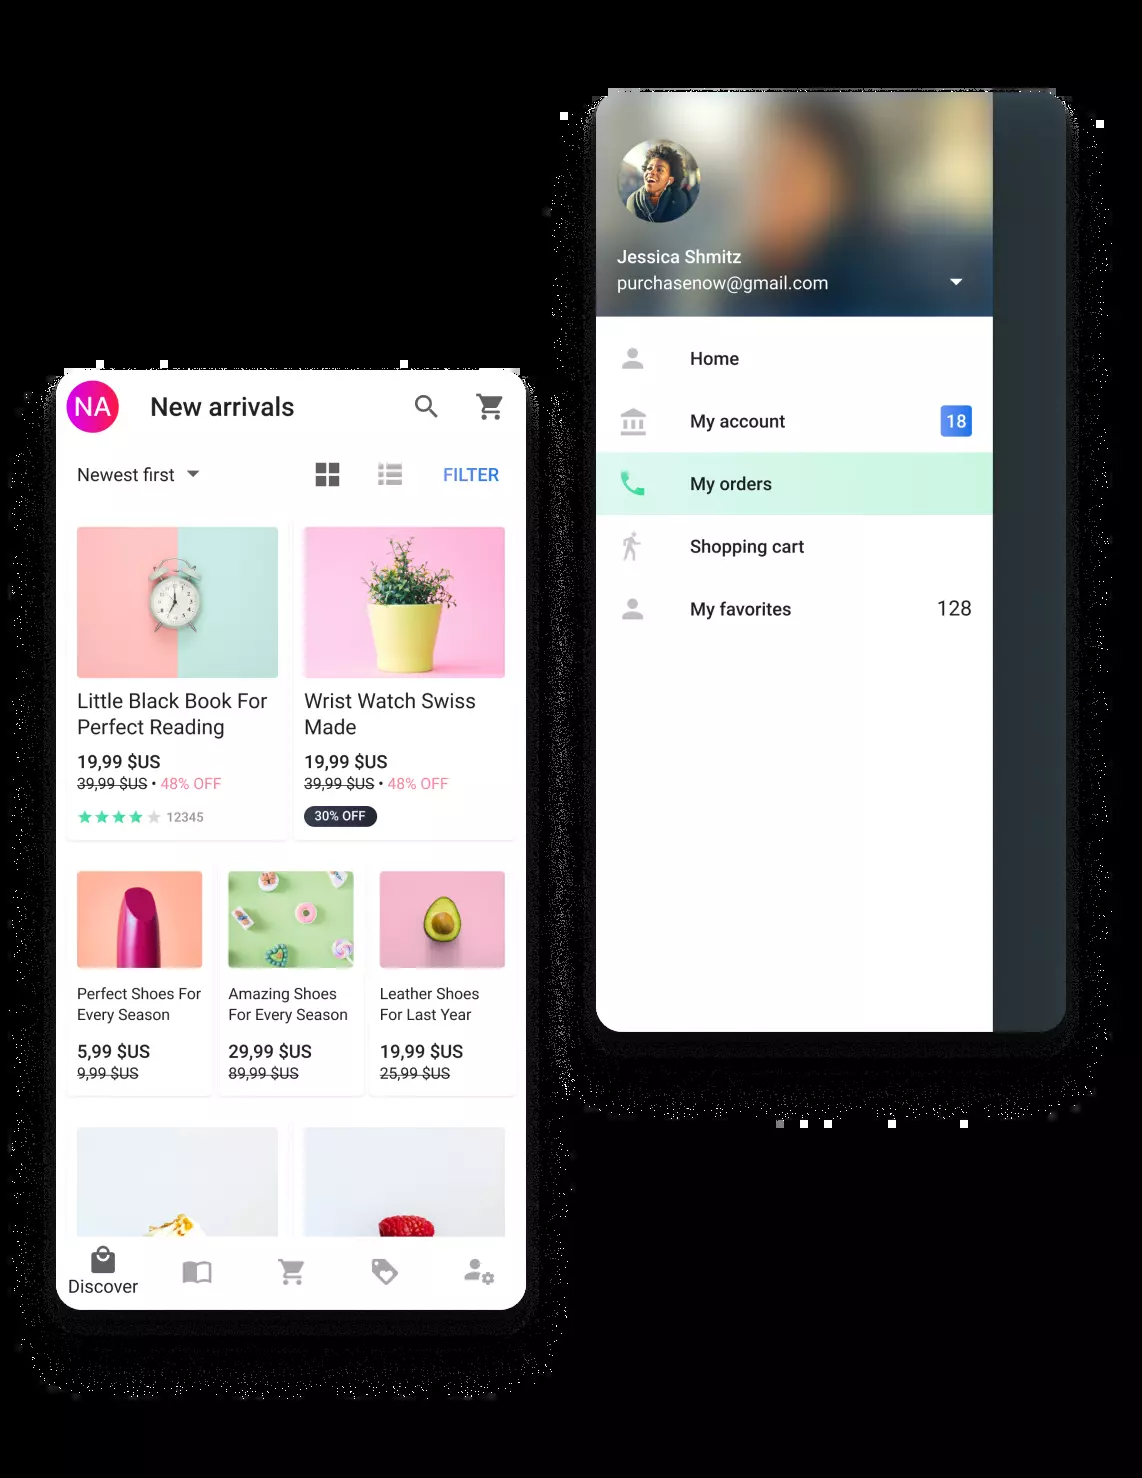 Jessica Shmitz
purchasenow@gmail.com
Home
My account 18
My orders
Shopping cart
My favorites 128
NA New arrivals
Newest first FILTER
Little Black Book For
Perfect Reading
19,99 $US
39,99 $US • 48% OFF
12345
Wrist Watch Swiss
Made
19,99 $US
39,99 $US • 48% OFF
30% OFF
Perfect Shoes For
Every Season
5,99 $US
9,99 $US
Amazing Shoes
For Every Season
29,99 $US
89,99 $US
Leather Shoes
For Last Year
19,99 $US
25,99 $US
Discover